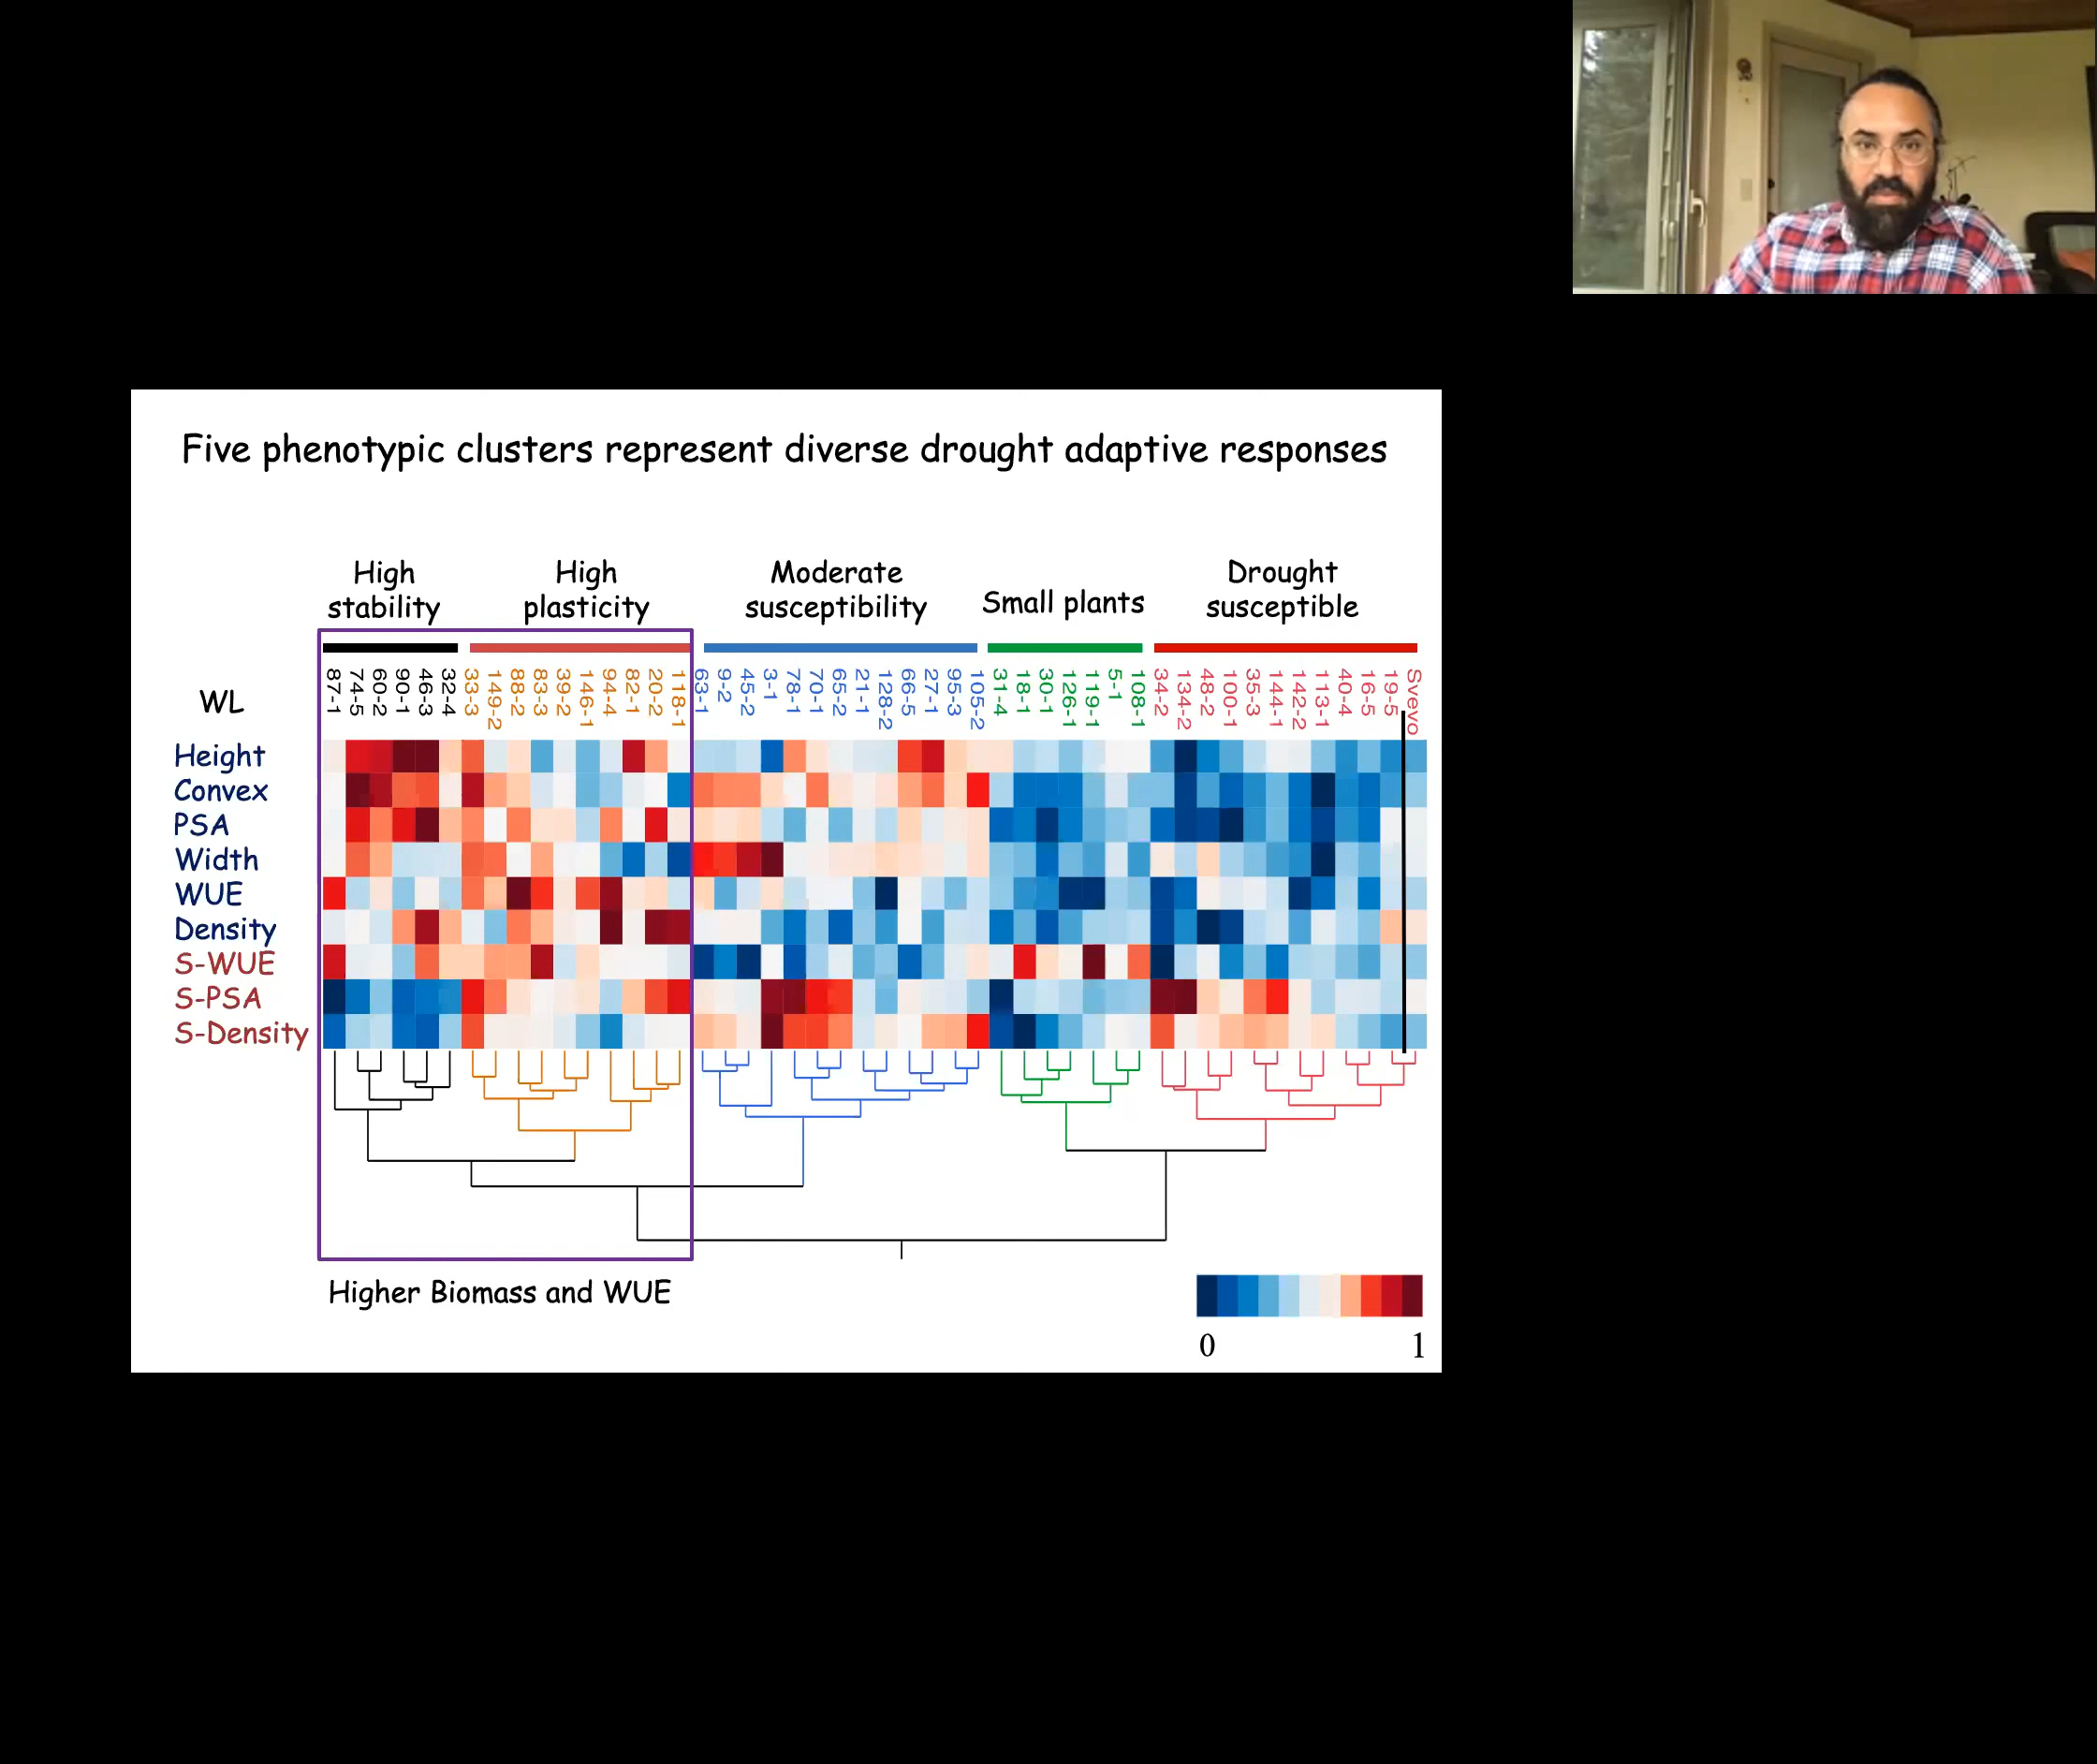 Five phenotypic clusters represent diverse drought adaptive responses
High
stability
High
plasticity
Moderate
susceptibility
Small plants
Drought
susceptible
WL
87-1 74-5 60-2 90-1 46-3 32-4 33-3 149-2 88-2 83-3 39-2 146-1 94-4 82-1 20-2 118-1 63-1 9-2 45-2 3-1 78-1 70-1 65-2 21-1 128-2 66-5 27-1 95-3 105-2 31-4 18-1 30-1 126-1 119-1 5-1 108-1 34-2 134-2 48-2 100-1 35-3 144-1 142-2 113-1 40-4 16-5 19-5 Svevo
Height
Convex
PSA
Width
WUE
Density
S-WUE
S-PSA
S-Density
Higher Biomass and WUE
0 1